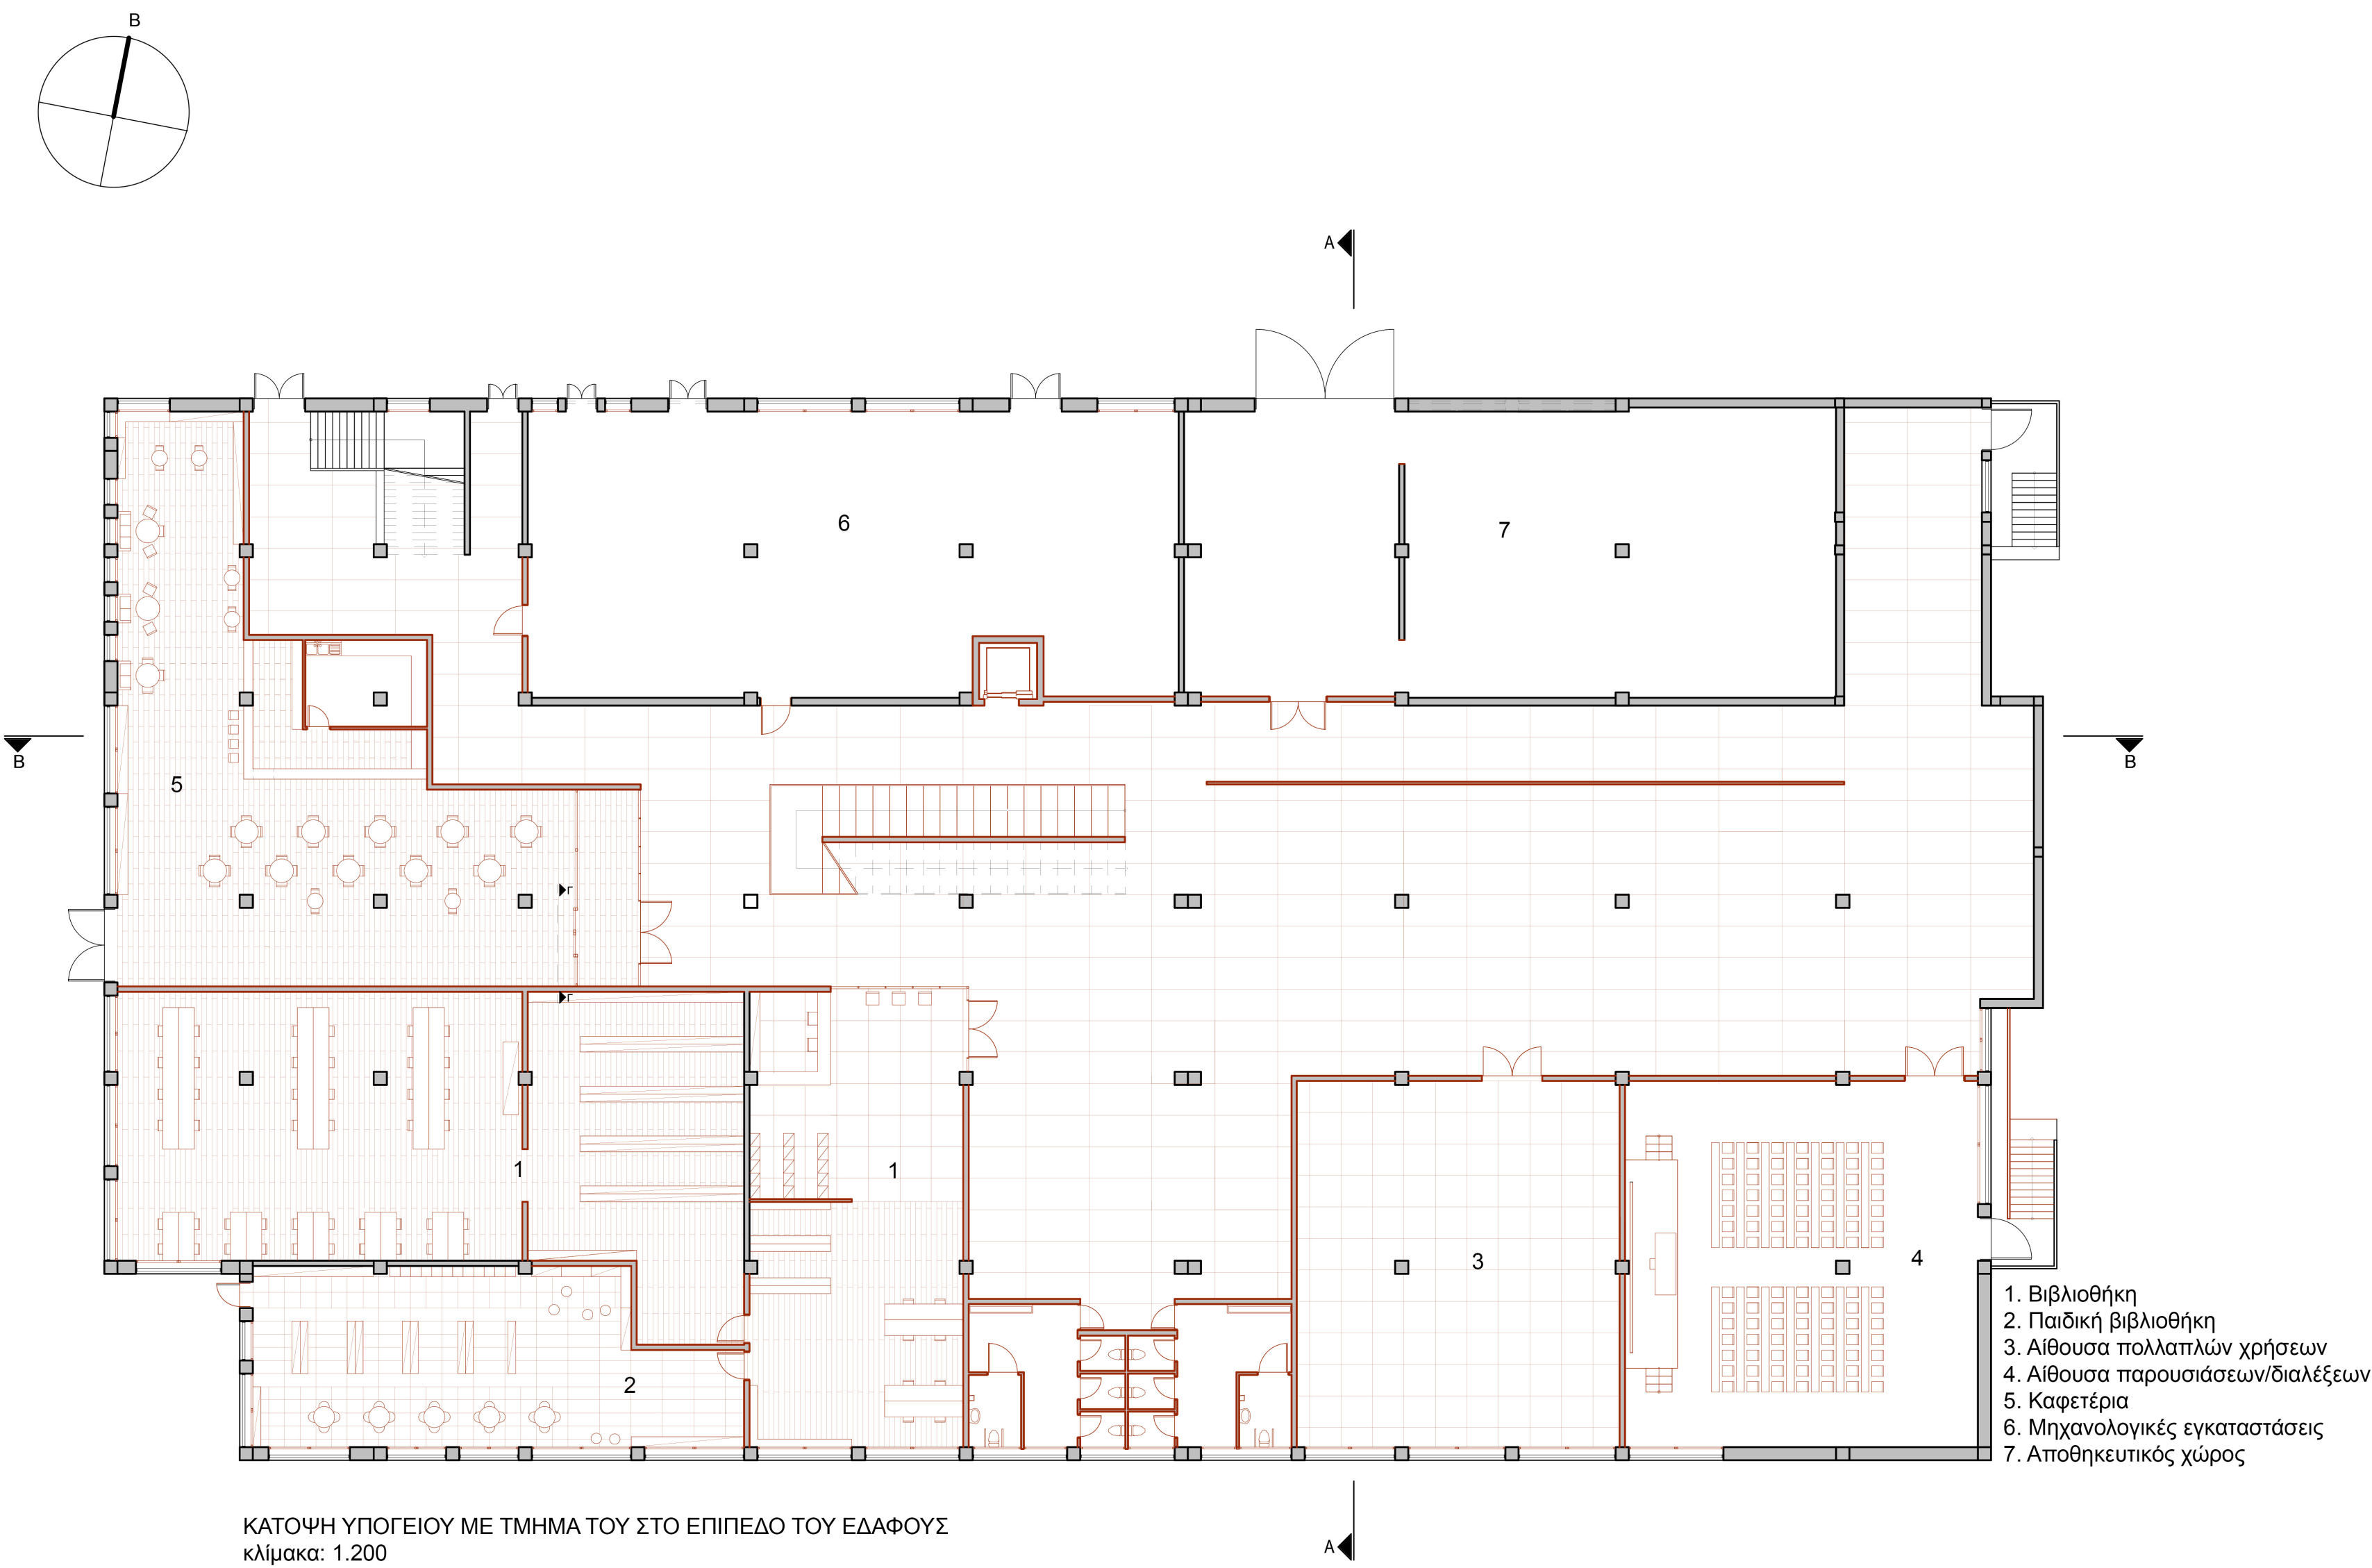 Β
Α
6
7
Β
Β
5
Γ
Γ
1
1
3
4
2
1. Βιβλιοθήκη
2. Παιδική βιβλιοθήκη
3. Αίθουσα πολλαπλών χρήσεων
4. Αίθουσα παρουσιάσεων/διαλέξεων
5. Καφετέρια
6. Μηχανολογικές εγκαταστάσεις
7. Αποθηκευτικός χώρος
ΚΑΤΟΨΗ ΥΠΟΓΕΙΟΥ ΜΕ ΤΜΗΜΑ ΤΟΥ ΣΤΟ ΕΠΙΠΕΔΟ ΤΟΥ ΕΔΑΦΟΥΣ
κλίμακα: 1.200
Α